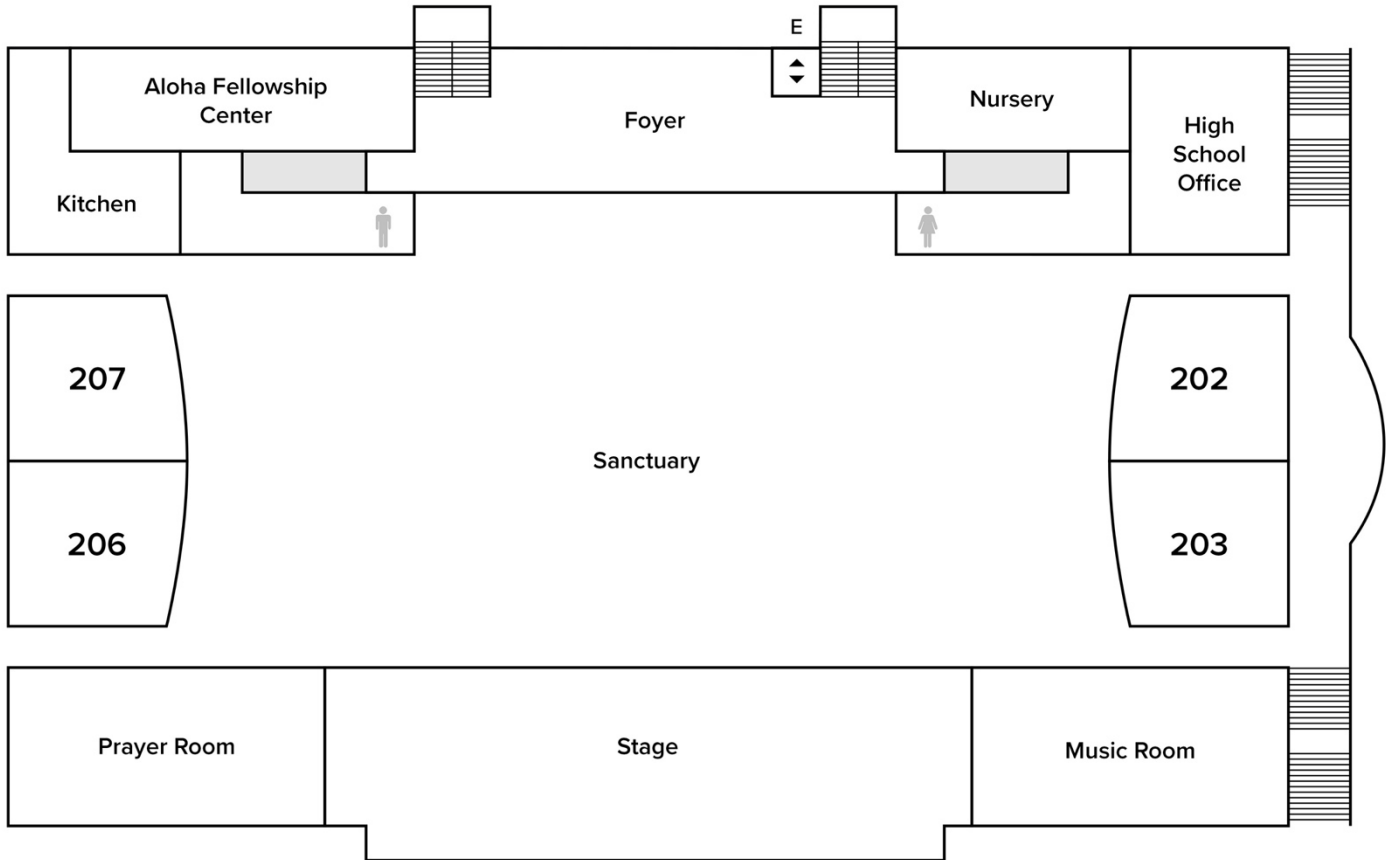 E
Aloha Fellowship
Center
Foyer
Nursery
High
School
Office
Kitchen
207
202
Sanctuary
206
203
Prayer Room
Stage
Music Room